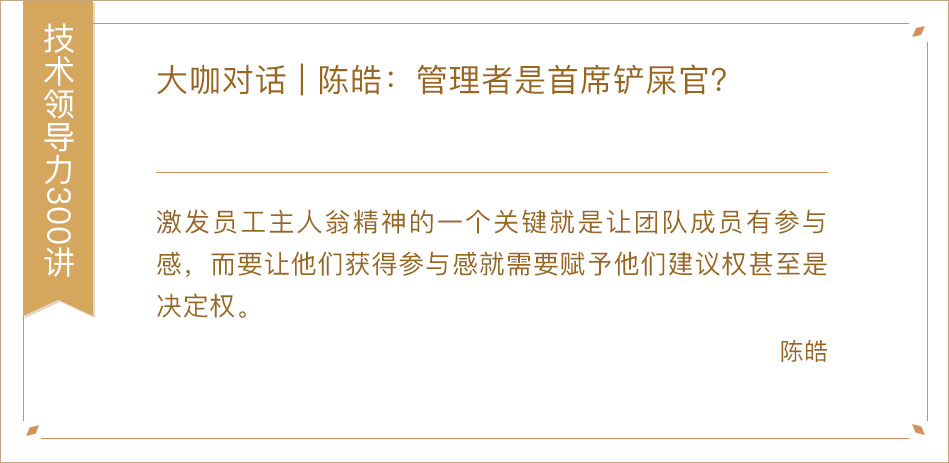 技术领导力300讲
大咖对话 | 陈皓：管理者是首席铲屎官？
激发员工主人翁精神的一个关键就是让团队成员有参与
感，而要让他们获得参与感就需要赋予他们建议权甚至是
决定权。
陈皓